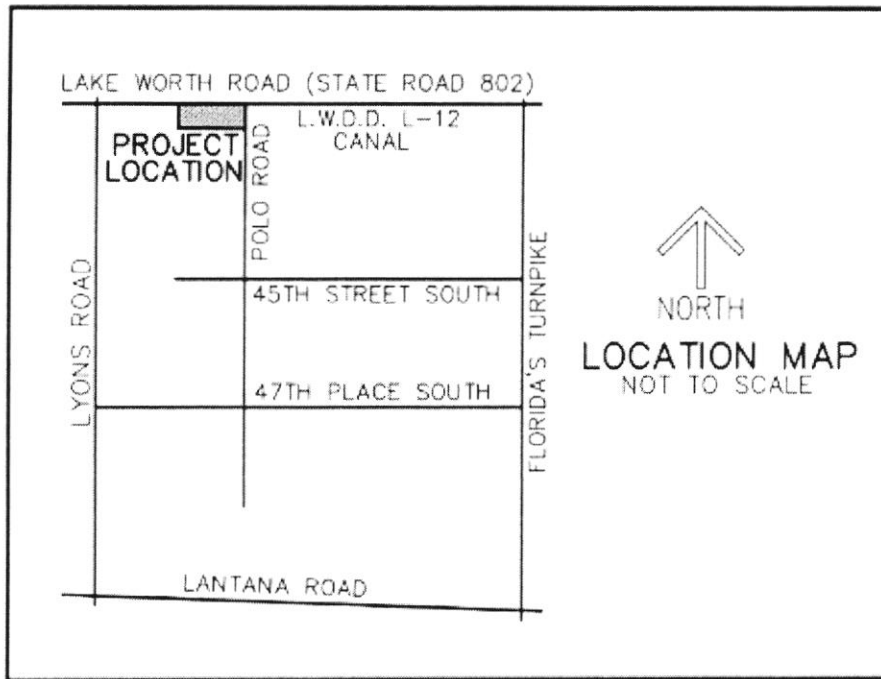 LAKE WORTH ROAD (STATE ROAD 802)
L.W.D.D. L-12
CANAL
PROJECT
LOCATION
POLO ROAD
LYONS ROAD
45TH STREET SOUTH
47TH PLACE SOUTH
FLORIDA'S TURNPIKE
LANTANA ROAD
NORTH
LOCATION MAP
NOT TO SCALE